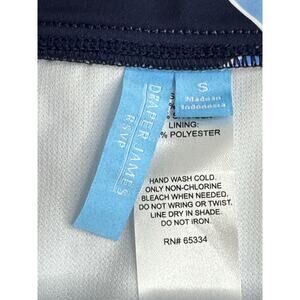 DRAPER JAMES
RSVP
S
Made in
Indonesia
LINING:
% POLYESTER
HAND WASH COLD.
ONLY NON-CHLORINE
BLEACH WHEN NEEDED.
DO NOT WRING OR TWIST.
LINE DRY IN SHADE.
DO NOT IRON.
RN# 65334